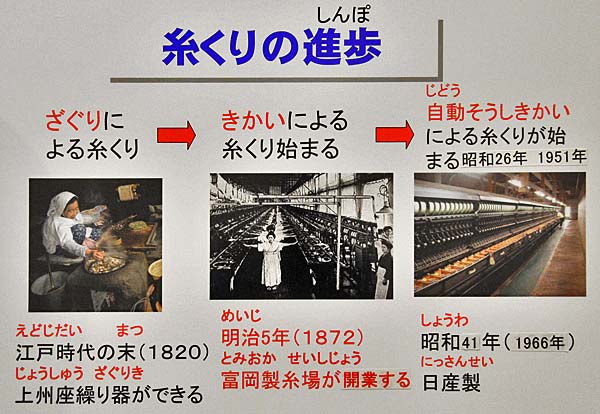 しんぽ
糸くりの進歩
ざぐりに
よる糸くり
きかいによる
糸くり始まる
じどう
自動そうしきかい
による糸くりが始
まる昭和26年 1951年
えどじだい まつ
江戸時代の末(1820)
じょうしゅう ざぐりき
上州座繰り器ができる
めいじ
明治5年(1872)
とみおか せいしじょう
富岡製糸場が開業する
しょうわ
昭和41年(1966年)
にっさんせい
日産製